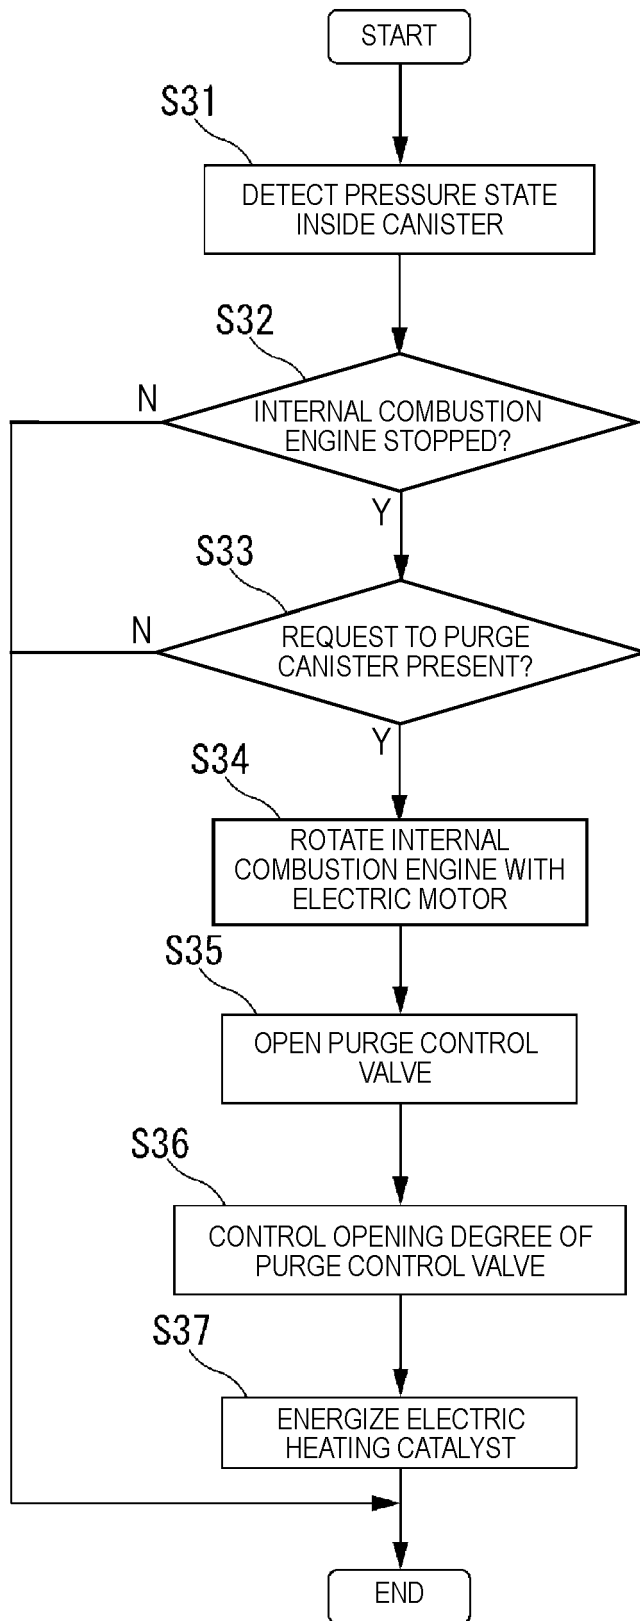 START
S31
DETECT PRESSURE STATE
INSIDE CANISTER
S32
N
INTERNAL COMBUSTION
ENGINE STOPPED?
Y
S33
N
REQUEST TO PURGE
CANISTER PRESENT?
Y
S34
ROTATE INTERNAL
COMBUSTION ENGINE WITH
ELECTRIC MOTOR
S35
OPEN PURGE CONTROL
VALVE
S36
CONTROL OPENING DEGREE OF
PURGE CONTROL VALVE
S37
ENERGIZE ELECTRIC
HEATING CATALYST
END